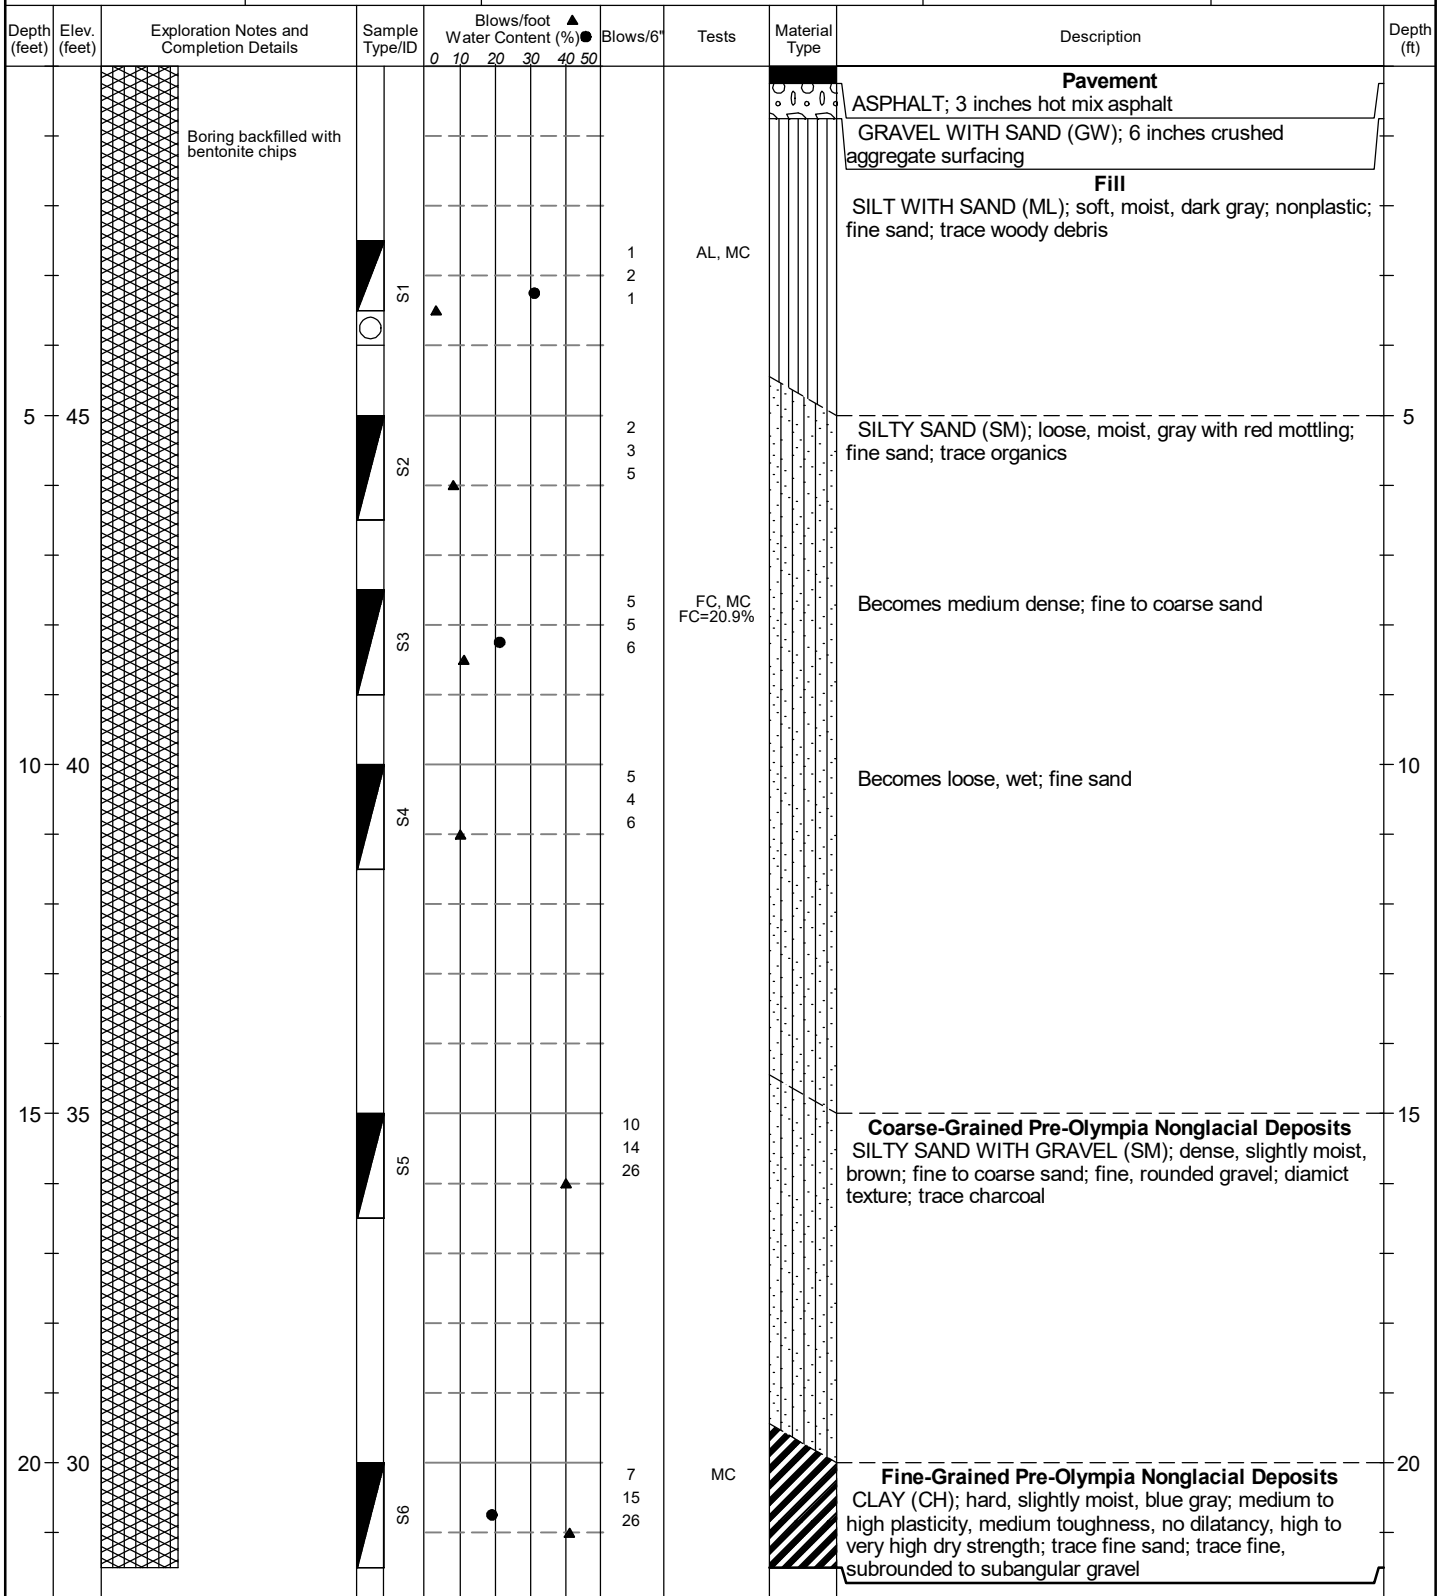 Depth (feet)
Elev. (feet)
Exploration Notes and Completion Details
Sample Type/ID
Blows/foot ▲
Water Content (%) ●
0 10 20 30 40 50
Blows/6"
Tests
Material Type
Description
Depth (ft)
Pavement
ASPHALT; 3 inches hot mix asphalt
GRAVEL WITH SAND (GW); 6 inches crushed
aggregate surfacing
Boring backfilled with
bentonite chips
Fill
SILT WITH SAND (ML); soft, moist, dark gray; nonplastic;
fine sand; trace woody debris
S1
1
2
1
AL, MC
5 45
S2
2
3
5
SILTY SAND (SM); loose, moist, gray with red mottling;
fine sand; trace organics
5
S3
5
5
6
FC, MC
FC=20.9%
Becomes medium dense; fine to coarse sand
10 40
S4
5
4
6
Becomes loose, wet; fine sand
10
15 35
S5
10
14
26
15
Coarse-Grained Pre-Olympia Nonglacial Deposits
SILTY SAND WITH GRAVEL (SM); dense, slightly moist,
brown; fine to coarse sand; fine, rounded gravel; diamict
texture; trace charcoal
20 30
S6
7
15
26
MC
20
Fine-Grained Pre-Olympia Nonglacial Deposits
CLAY (CH); hard, slightly moist, blue gray; medium to
high plasticity, medium toughness, no dilatancy, high to
very high dry strength; trace fine sand; trace fine,
subrounded to subangular gravel